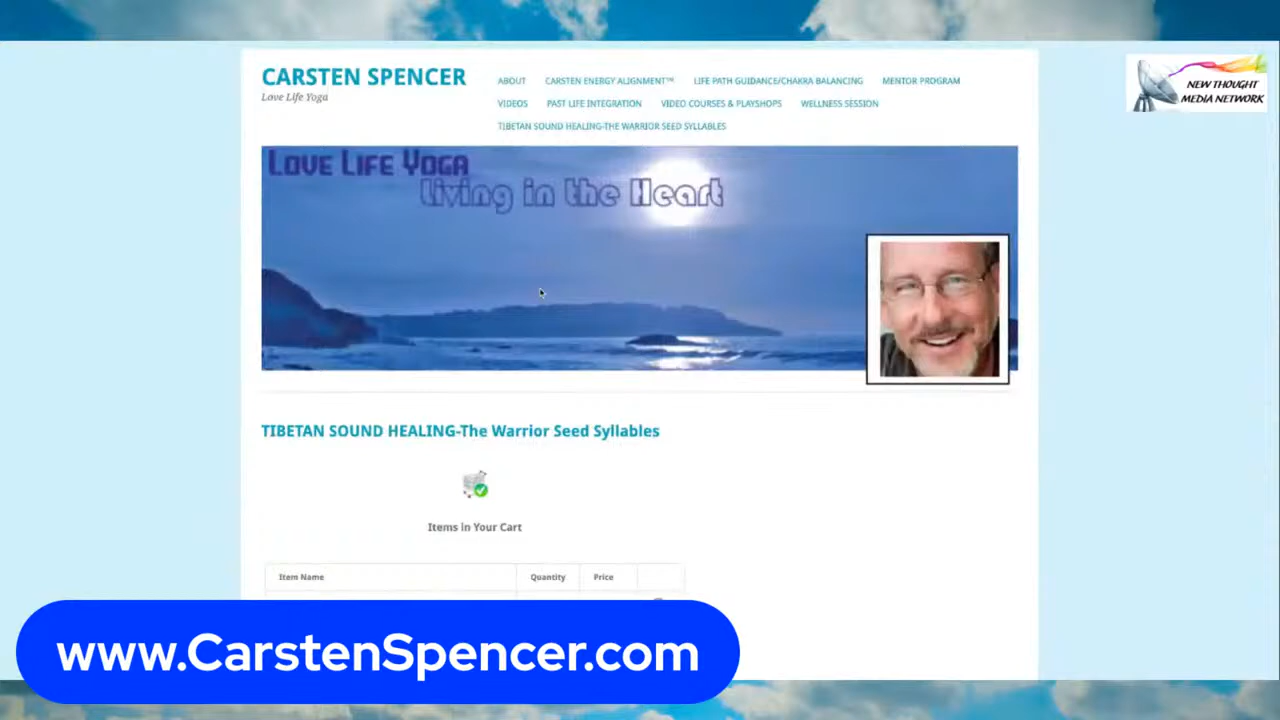 CARSTEN SPENCER
Love Life Yoga
ABOUT CARSTEN ENERGY ALIGNMENT™ LIFE PATH GUIDANCE/CHAKRA BALANCING MENTOR PROGRAM
VIDEOS PAST LIFE INTEGRATION VIDEO COURSES & PLAYSHOPS WELLNESS SESSION
TIBETAN SOUND HEALING-THE WARRIOR SEED SYLLABLES
NEW THOUGHT
MEDIA NETWORK
LOVE LIFE YOGA
Living in the Heart
TIBETAN SOUND HEALING-The Warrior Seed Syllables
Items in Your Cart
Item Name Quantity Price
www.CarstenSpencer.com